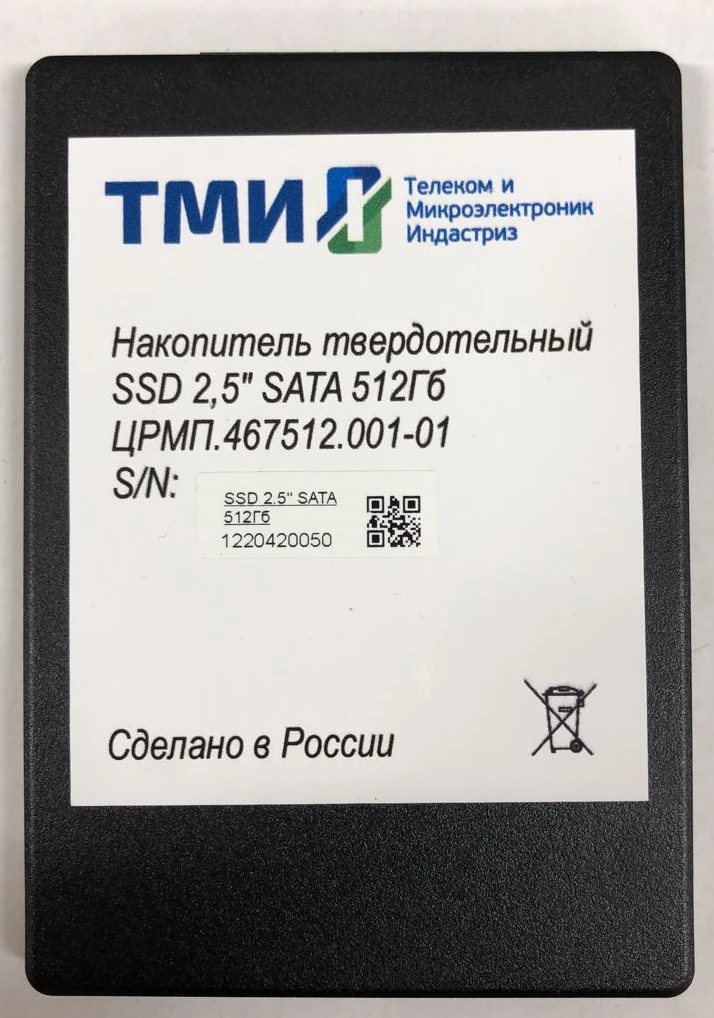 ТМИ
Телеком и
Микроэлектроник
Индастриз
Накопитель твердотельный
SSD 2,5" SATA 512Гб
ЦРМП.467512.001-01
S/N:
SSD 2.5" SATA
512Гб
1220420050
Сделано в России